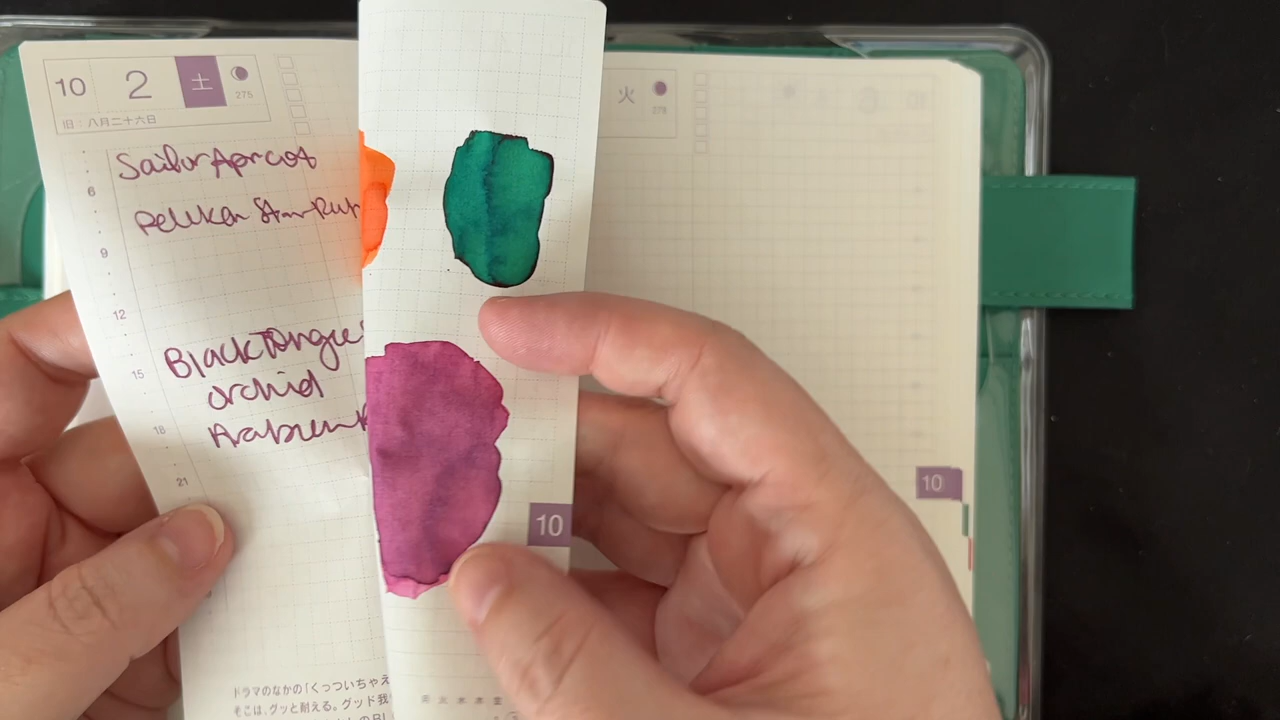 10 2 土
275
旧：八月二十六日
Sailor Apricot
6
Pelikan Star Rub
9
12
Black Tongue
15
orchid
18
21
火
278
10
10
ドラマのなかの「くっついちゃえ
そこは、グッと耐える。グッド我